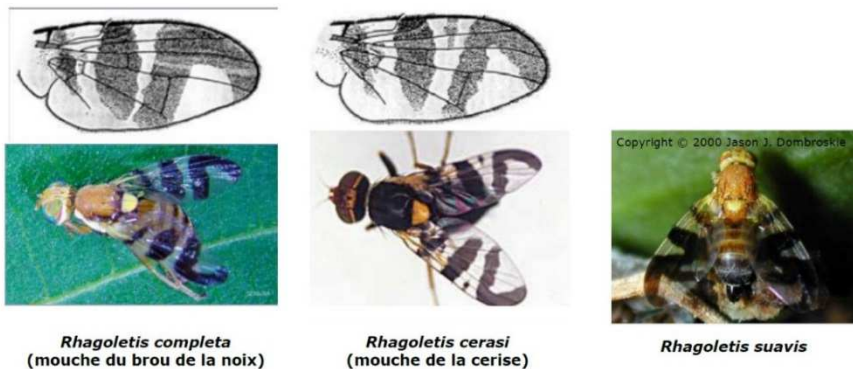 Copyright © 2000 Jason J. Dombroskie
Rhagoletis completa
(mouche du brou de la noix)
Rhagoletis cerasi
(mouche de la cerise)
Rhagoletis suavis